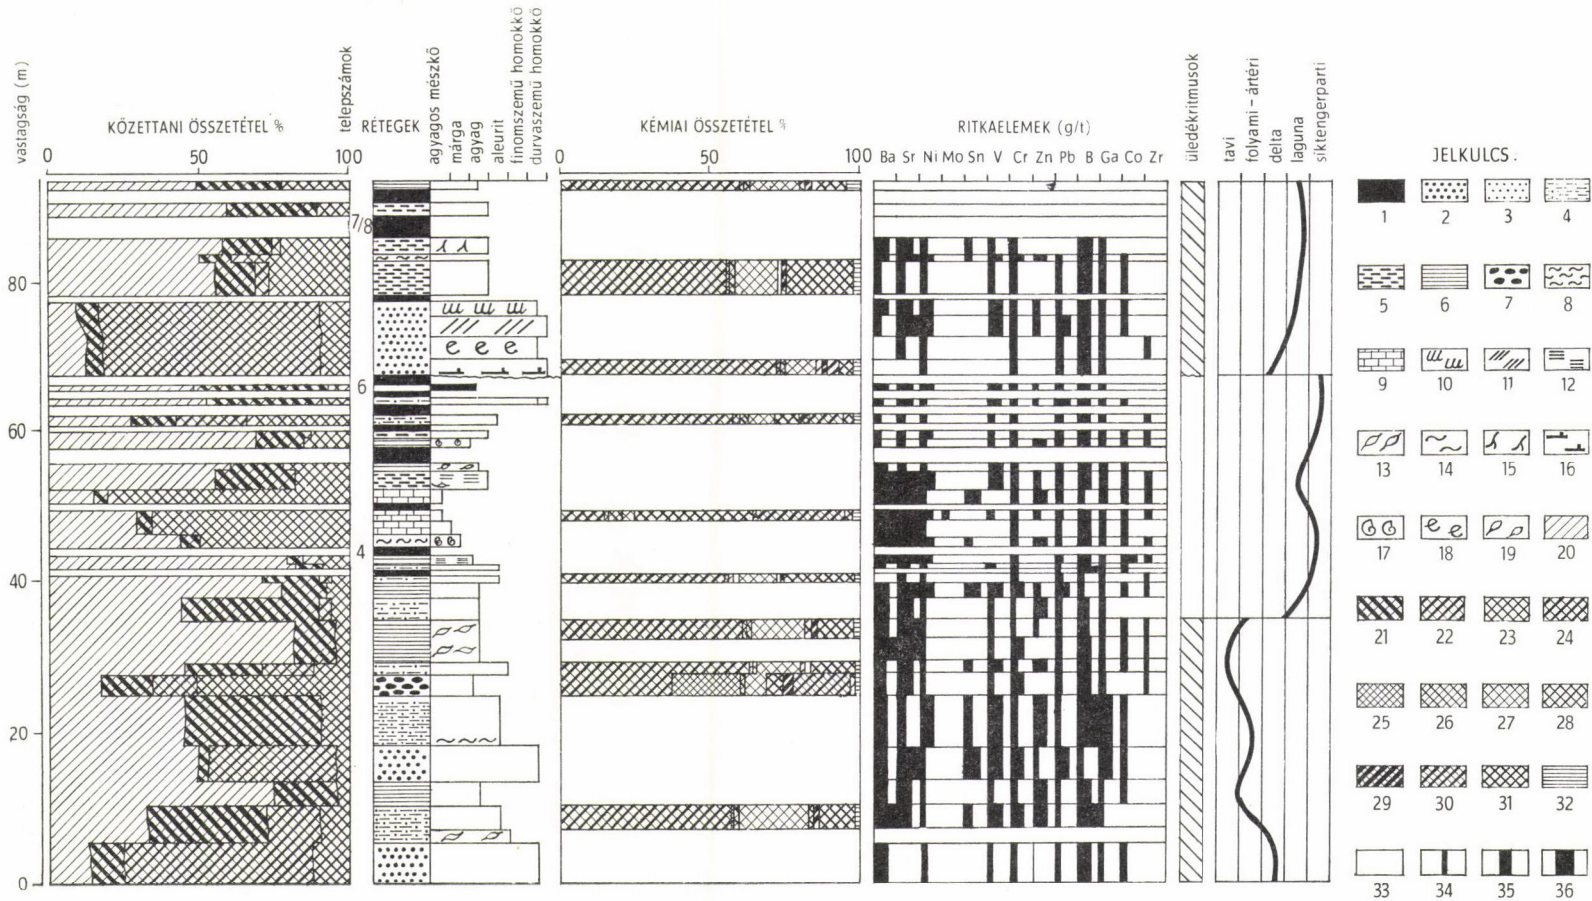 vastagság (m)
KŐZETTANI ÖSSZETÉTEL %
telepszámok
RÉTEGEK
agyagos mészkő
márga
agyag
aleurit
finomszemű homokkő
durvaszemű homokkő
KÉMIAI ÖSSZETÉTEL %
RITKAELEMEK (g/t)
üledékritmusok
tavi
folyami-ártéri
delta
laguna
síktengerparti
JELKULCS:
0 50 100
0 50 100
Ba Sr Ni Mo Sn V Cr Zn Pb B Ga Co Zr
7/8
80
6
60
4
40
20
0
1 2 3 4
5 6 7 8
9 10 11 12
13 14 15 16
17 18 19 20
21 22 23 24
25 26 27 28
29 30 31 32
33 34 35 36